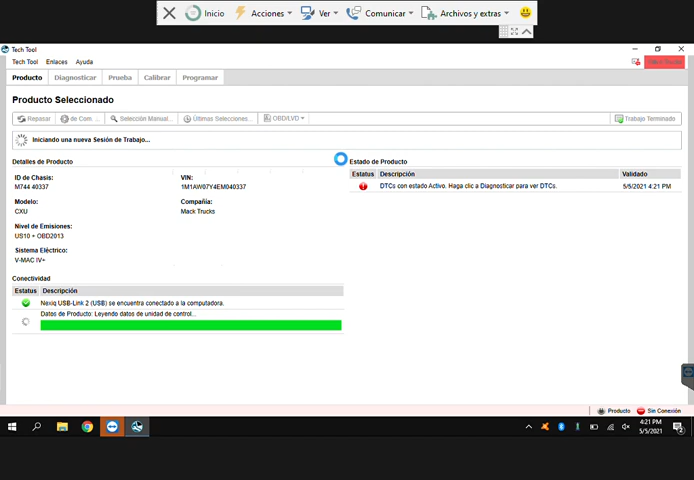 Inicio
Acciones
Ver
Comunicar
Archivos y extras
Tech Tool
Tech Tool Enlaces Ayuda
Producto Diagnosticar Prueba Calibrar Programar
Producto Seleccionado
Repasar de Com. ... Selección Manual... Últimas Selecciones... OBD/LVD Trabajo Terminado
Iniciando una nueva Sesión de Trabajo...
Detalles de Producto
ID de Chasis: VIN:
M744 40337 1M1AW07Y4EM040337
Modelo: Compañía:
CXU Mack Trucks
Nivel de Emisiones:
US10 + OBD2013
Sistema Eléctrico:
V-MAC IV+
Conectividad
Estatus Descripción
Nexiq USB-Link 2 (USB) se encuentra conectado a la computadora.
Datos de Producto: Leyendo datos de unidad de control...
Estado de Producto
Estatus Descripción Validado
DTCs con estado Activo. Haga clic a Diagnosticar para ver DTCs. 5/5/2021 4:21 PM
Producto Sin Conexión
4:21 PM
5/5/2021
2